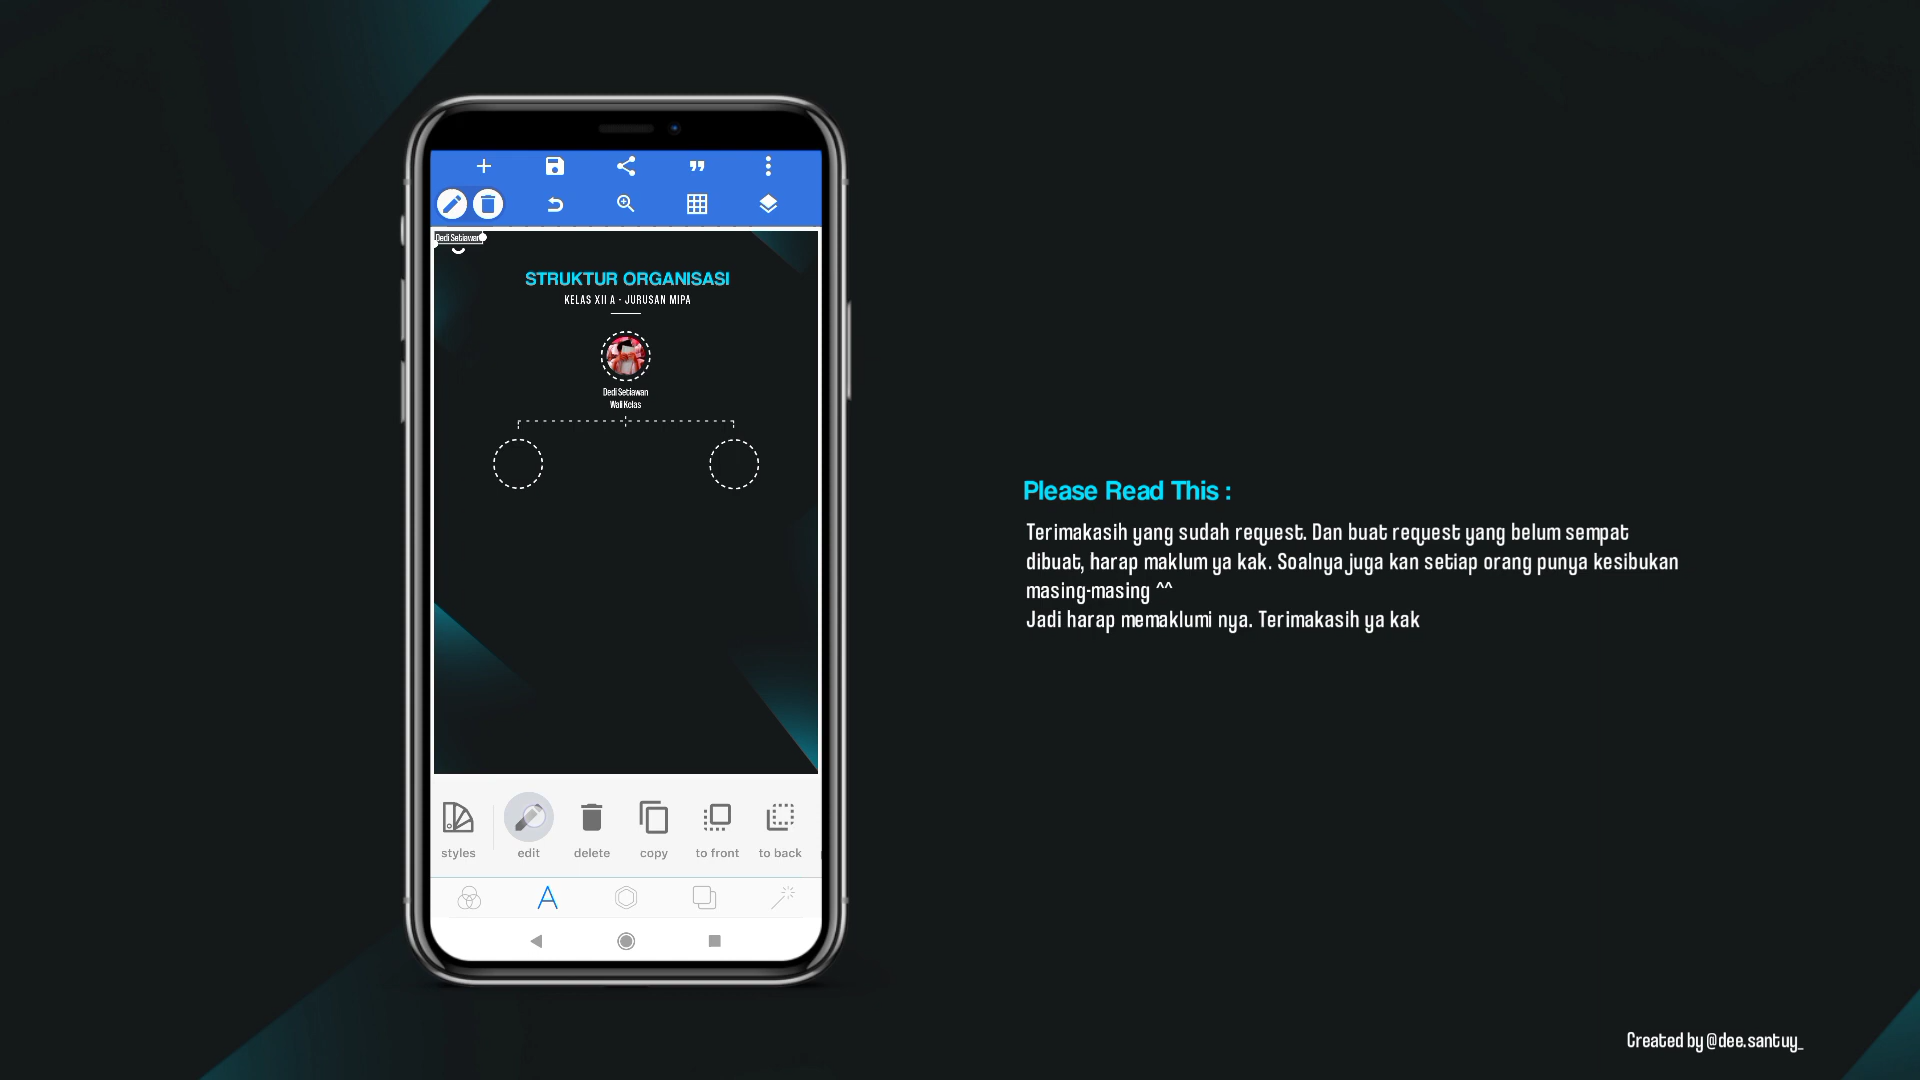 Dedi Setiawan
STRUKTUR ORGANISASI
KELAS XII A - JURUSAN MIPA
Dedi Setiawan
Wali Kelas
styles
edit
delete
copy
to front
to back
Please Read This :
Terimakasih yang sudah request. Dan buat request yang belum sempat
dibuat, harap maklum ya kak. Soalnya juga kan setiap orang punya kesibukan
masing-masing ^^
Jadi harap memaklumi nya. Terimakasih ya kak
Created by @dee.santuy_